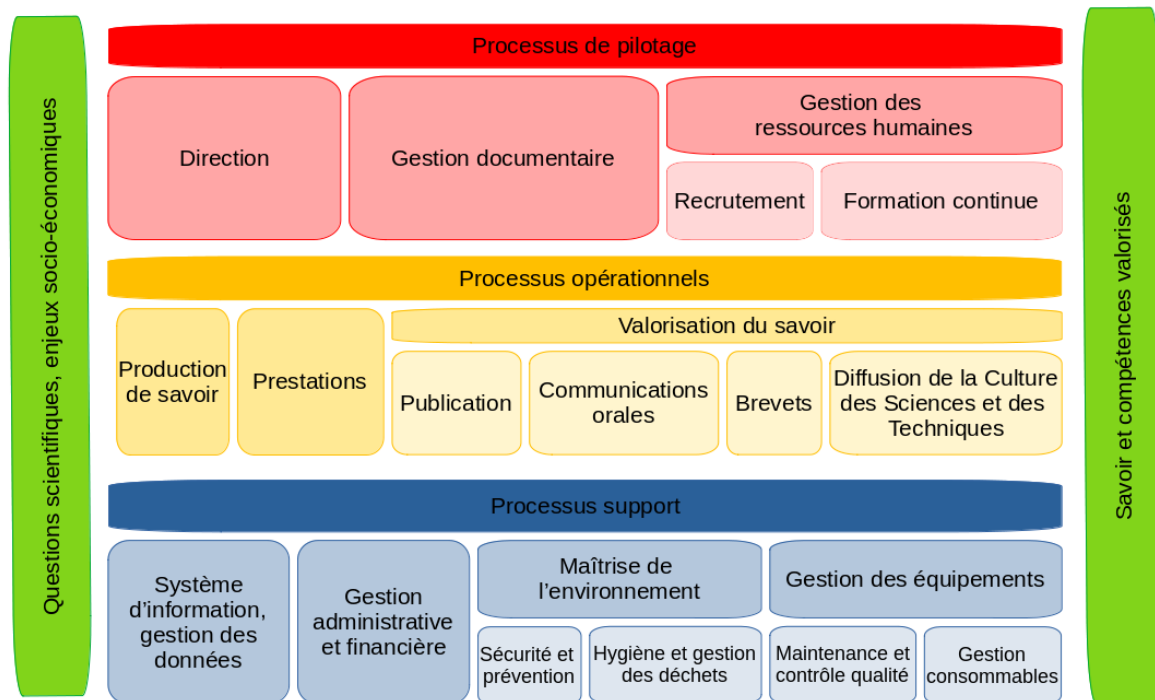 Questions scientifiques, enjeux socio-économiques
Processus de pilotage
Direction
Gestion documentaire
Gestion des
ressources humaines
Recrutement
Formation continue
Processus opérationnels
Production
de savoir
Prestations
Valorisation du savoir
Publication
Communications
orales
Brevets
Diffusion de la Culture
des Sciences et des
Techniques
Processus support
Système
d’information,
gestion des
données
Gestion
administrative
et financière
Maîtrise de
l’environnement
Sécurité et
prévention
Hygiène et gestion
des déchets
Gestion des équipements
Maintenance et
contrôle qualité
Gestion
consommables
Savoir et compétences valorisés